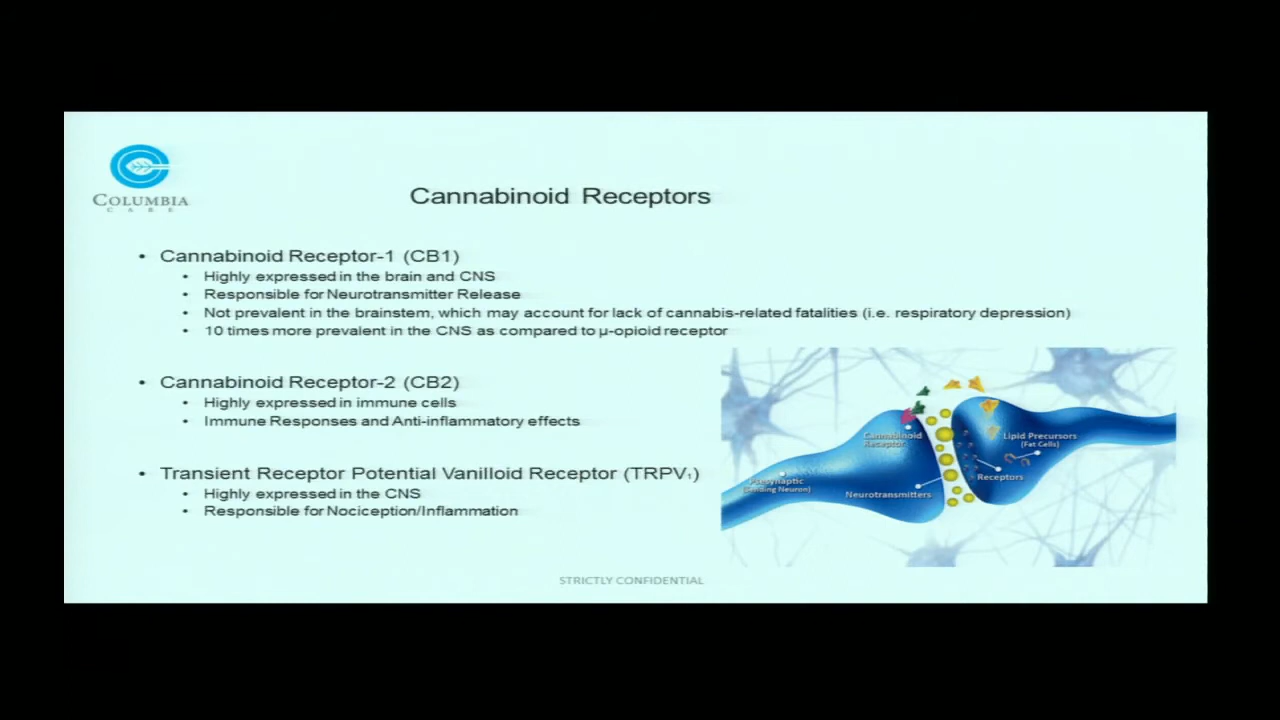 COLUMBIA
CARE
Cannabinoid Receptors
• Cannabinoid Receptor-1 (CB1)
• Highly expressed in the brain and CNS
• Responsible for Neurotransmitter Release
• Not prevalent in the brainstem, which may account for lack of cannabis-related fatalities (i.e. respiratory depression)
• 10 times more prevalent in the CNS as compared to µ-opioid receptor
• Cannabinoid Receptor-2 (CB2)
• Highly expressed in immune cells
• Immune Responses and Anti-inflammatory effects
• Transient Receptor Potential Vanilloid Receptor (TRPV₁)
• Highly expressed in the CNS
• Responsible for Nociception/Inflammation
Cannabinoid
Receptor
Lipid Precursors
(Fat Cells)
Presynaptic
(Sending Neuron)
Neurotransmitters
Receptors
STRICTLY CONFIDENTIAL